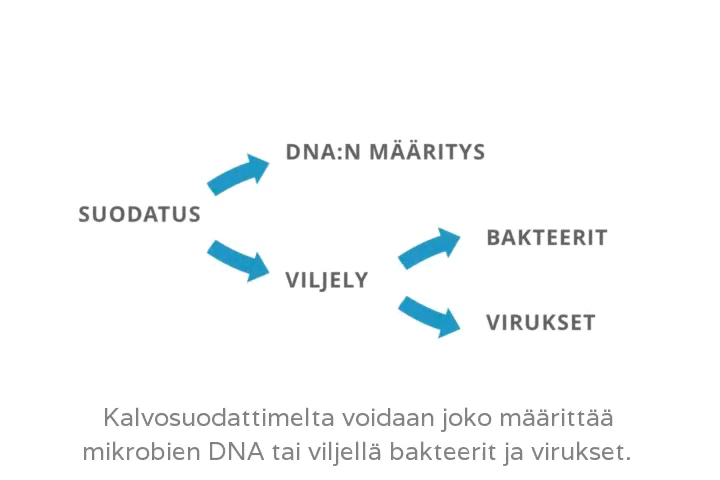 DNA:N MÄÄRITYS
SUODATUS
BAKTEERIT
VILJELY
VIRUKSET
Kalvosuodattimelta voidaan joko määrittää
mikrobien DNA tai viljellä bakteerit ja virukset.